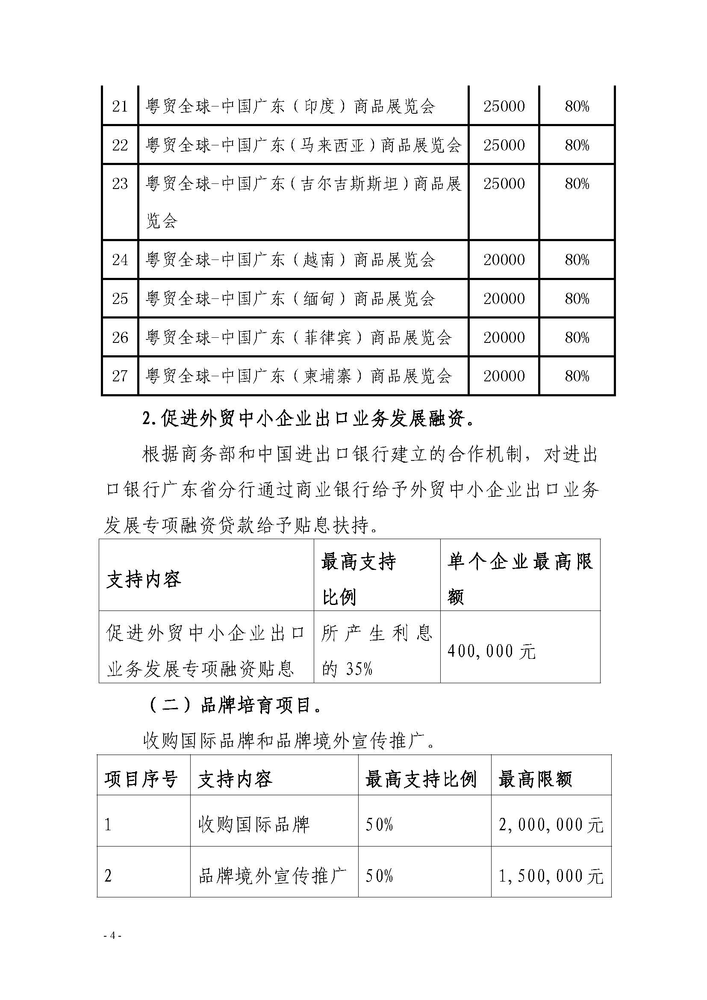 21 粤贸全球-中国广东（印度）商品展览会 25000 80%
22 粤贸全球-中国广东（马来西亚）商品展览会 25000 80%
23 粤贸全球-中国广东（吉尔吉斯斯坦）商品展 25000 80%
览会
24 粤贸全球-中国广东（越南）商品展览会 20000 80%
25 粤贸全球-中国广东（缅甸）商品展览会 20000 80%
26 粤贸全球-中国广东（菲律宾）商品展览会 20000 80%
27 粤贸全球-中国广东（柬埔寨）商品展览会 20000 80%
2.促进外贸中小企业出口业务发展融资。
根据商务部和中国进出口银行建立的合作机制，对进出
口银行广东省分行通过商业银行给予外贸中小企业出口业务
发展专项融资贷款给予贴息扶持。
支持内容
最高支持
比例
单个企业最高限
额
促进外贸中小企业出口
业务发展专项融资贴息
所产生利息
的 35%
400,000 元
（二）品牌培育项目。
收购国际品牌和品牌境外宣传推广。
项目序号 支持内容 最高支持比例 最高限额
1 收购国际品牌 50% 2,000,000 元
2 品牌境外宣传推广 50% 1,500,000 元
- 4 -